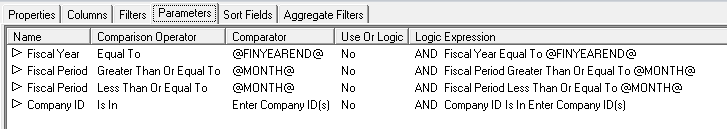 Properties Columns Filters Parameters Sort Fields Aggregate Filters
Name Comparison Operator Comparator Use Or Logic Logic Expression
Fiscal Year Equal To @FINYEAREND@ No AND Fiscal Year Equal To @FINYEAREND@
Fiscal Period Greater Than Or Equal To @MONTH@ No AND Fiscal Period Greater Than Or Equal To @MONTH@
Fiscal Period Less Than Or Equal To @MONTH@ No AND Fiscal Period Less Than Or Equal To @MONTH@
Company ID Is In Enter Company ID(s) No AND Company ID Is In Enter Company ID(s)